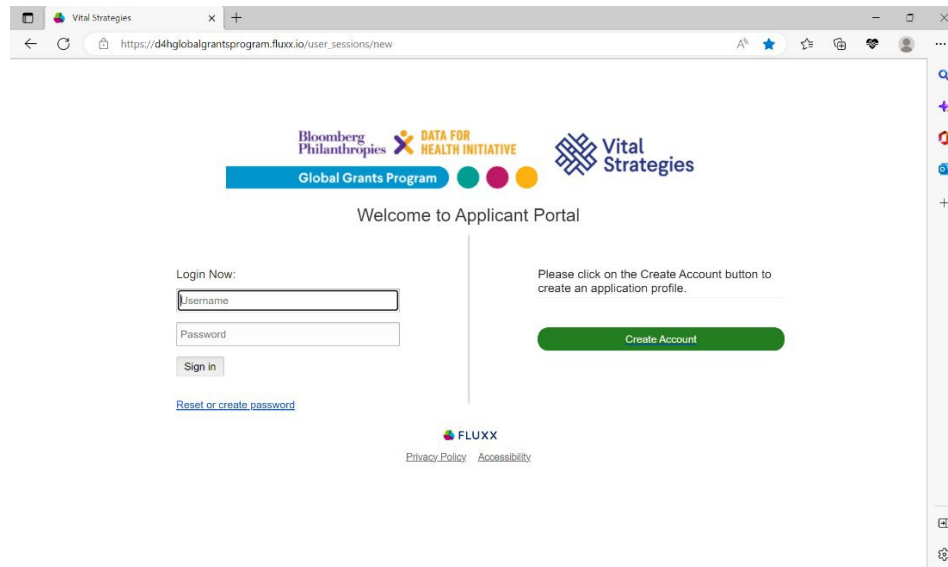 Vital Strategies
https://d4hglobalgrantsprogram.fluxx.io/user_sessions/new
Bloomberg Philanthropies
DATA FOR HEALTH INITIATIVE
Global Grants Program
Vital Strategies
Welcome to Applicant Portal
Login Now:
Username
Password
Sign in
Reset or create password
Please click on the Create Account button to
create an application profile.
Create Account
FLUXX
Privacy Policy Accessibility